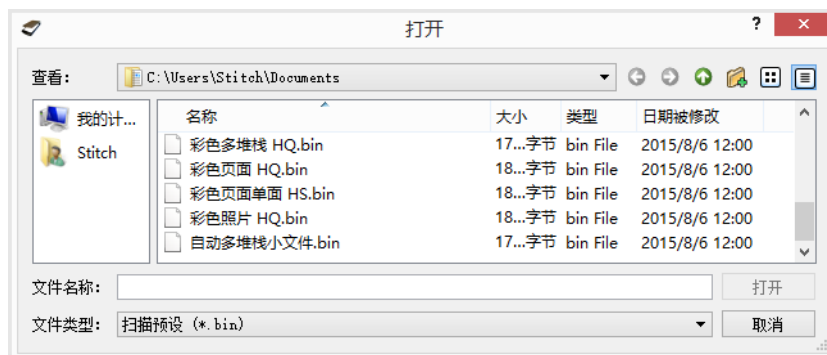 打开
?
查看: C:\Users\Stitch\Documents
我的计...
Stitch
名称 大小 类型 日期被修改
彩色多堆栈 HQ.bin 17...字节 bin File 2015/8/6 12:00
彩色页面 HQ.bin 18...字节 bin File 2015/8/6 12:00
彩色页面单面 HS.bin 18...字节 bin File 2015/8/6 12:00
彩色照片 HQ.bin 18...字节 bin File 2015/8/6 12:00
自动多堆栈小文件.bin 17...字节 bin File 2015/8/6 12:00
文件名称: 打开
文件类型: 扫描预设 (*.bin) 取消